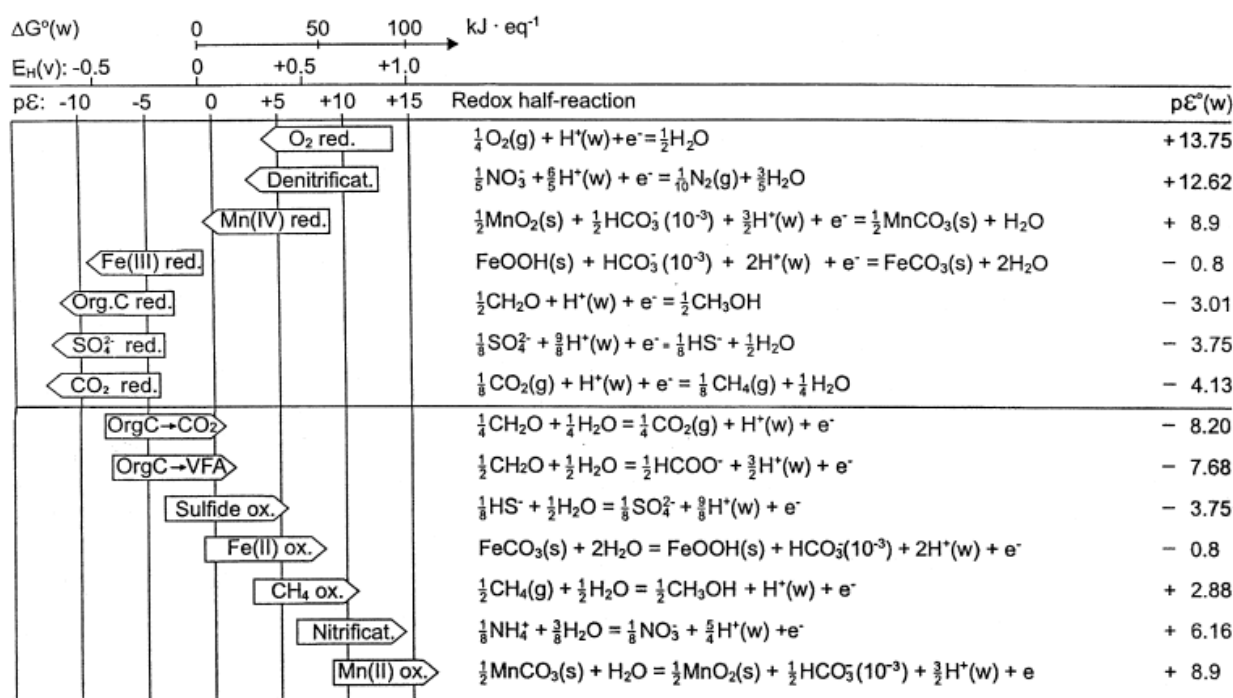 ΔG°(w) 0 50 100 kJ · eq⁻¹
E_H(v): -0.5 0 +0.5 +1.0
pε: -10 -5 0 +5 +10 +15 Redox half-reaction pε°(w)
O₂ red. ¼O₂(g) + H⁺(w)+e⁻=½H₂O +13.75
Denitrificat. ⅕NO₃⁻ + 6/5H⁺(w) + e⁻ = 1/10N₂(g)+ ⅗H₂O +12.62
Mn(IV) red. ½MnO₂(s) + ½HCO₃⁻ (10⁻³) + 3/2H⁺(w) + e⁻ = ½MnCO₃(s) + H₂O + 8.9
Fe(III) red. FeOOH(s) + HCO₃⁻(10⁻³) + 2H⁺(w) + e⁻ = FeCO₃(s) + 2H₂O − 0.8
Org.C red. ½CH₂O + H⁺(w) + e⁻ = ½CH₃OH − 3.01
SO₄²⁻ red. ⅛SO₄²⁻ + 9/8H⁺(w) + e⁻ = ⅛HS⁻ + ½H₂O − 3.75
CO₂ red. ⅛CO₂(g) + H⁺(w) + e⁻ = ⅛CH₄(g) + ¼H₂O − 4.13
OrgC→CO₂ ¼CH₂O + ¼H₂O = ¼CO₂(g) + H⁺(w) + e⁻ − 8.20
OrgC→VFA ½CH₂O + ½H₂O = ½HCOO⁻ + 3/2H⁺(w) + e⁻ − 7.68
Sulfide ox. ⅛HS⁻ + ½H₂O = ⅛SO₄²⁻ + 9/8H⁺(w) + e⁻ − 3.75
Fe(II) ox. FeCO₃(s) + 2H₂O = FeOOH(s) + HCO₃⁻(10⁻³) + 2H⁺(w) + e⁻ − 0.8
CH₄ ox. ½CH₄(g) + ½H₂O = ½CH₃OH + H⁺(w) + e⁻ + 2.88
Nitrificat. ⅛NH₄⁺ + ⅜H₂O = ⅛NO₃⁻ + 5/4H⁺(w) +e⁻ + 6.16
Mn(II) ox. ½MnCO₃(s) + H₂O = ½MnO₂(s) + ½HCO₃⁻(10⁻³) + 3/2H⁺(w) + e + 8.9